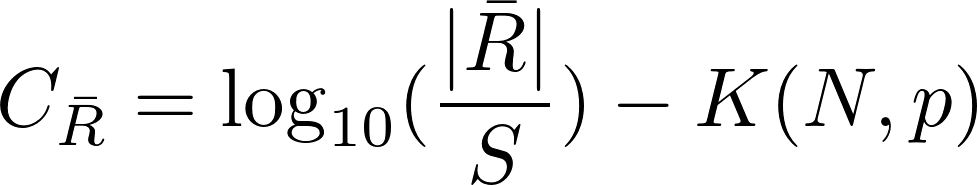 C_{\bar{R}} = \log_{10}(\frac{|\bar{R}|}{S}) - K(N, p)